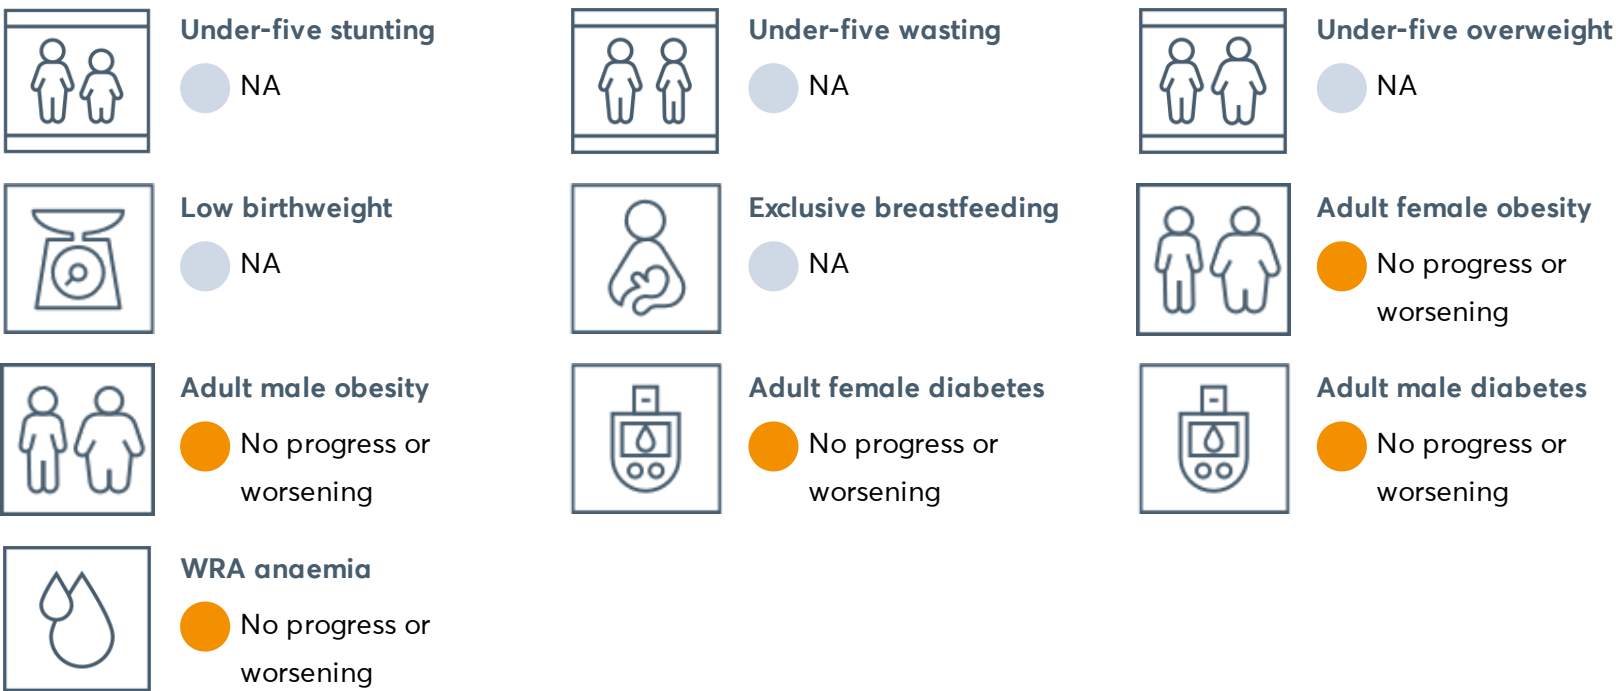 Under-five stunting
NA
Under-five wasting
NA
Under-five overweight
NA
Low birthweight
NA
Exclusive breastfeeding
NA
Adult female obesity
No progress or
worsening
Adult male obesity
No progress or
worsening
Adult female diabetes
No progress or
worsening
Adult male diabetes
No progress or
worsening
WRA anaemia
No progress or
worsening